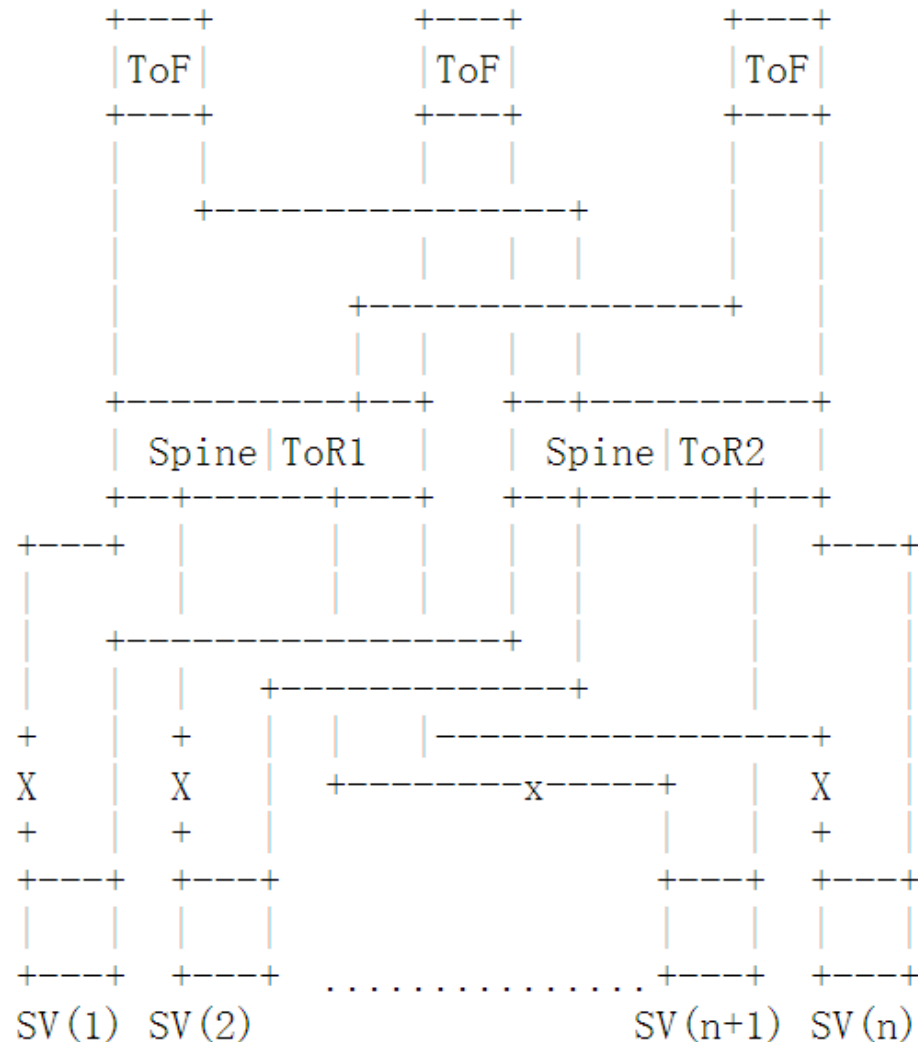 +---+ +---+ +---+
|ToF| |ToF| |ToF|
+---+ +---+ +---+
| | | | | |
| +-----------------+ | |
| | | | | |
| +-----------------+ |
| | | | | |
+-----------+--+ +--+-----------+
| Spine|ToR1 | | Spine|ToR2 |
+--+------+---+ +--+-------+--+
+---+ | | | | | | +---+
| | | | | | | |
| +------------------+ | | |
| | | +--------------+ | |
+ | + | | |-----------------+ |
X | X | +--------x-----+ | X |
+ | + | | | + |
+---+ +---+ +---+ +---+
| | | | | | | |
+---+ +---+ ...............+---+ +---+
SV(1) SV(2) SV(n+1) SV(n)